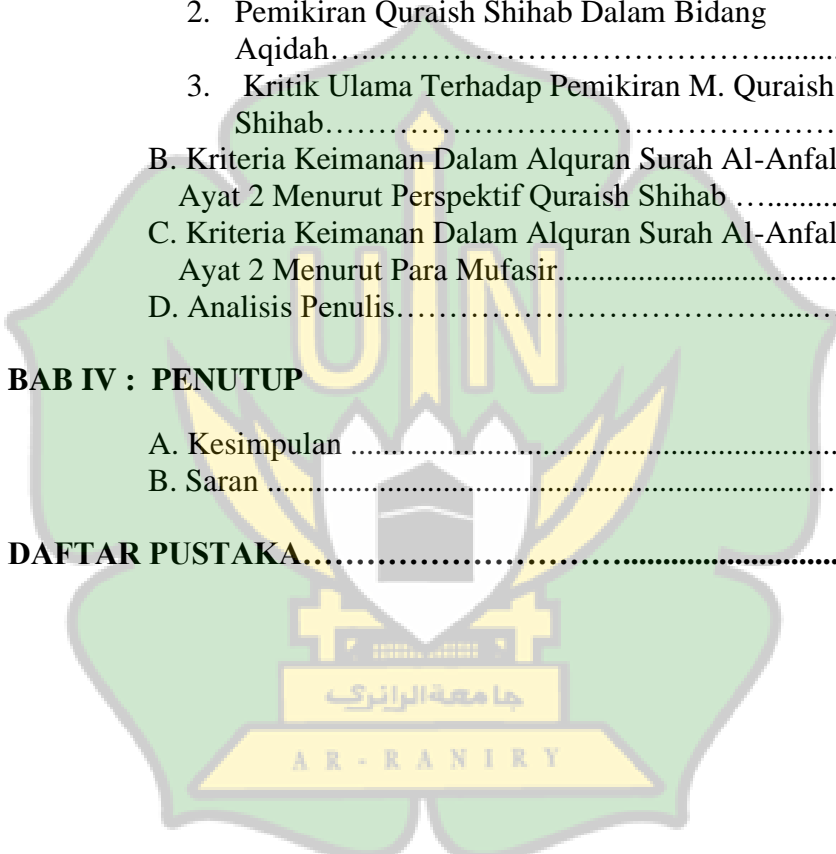 2. Pemikiran Quraish Shihab Dalam Bidang
Aqidah…..………………………………...........
3. Kritik Ulama Terhadap Pemikiran M. Quraish
Shihab……………………………………………
B. Kriteria Keimanan Dalam Alquran Surah Al-Anfal
Ayat 2 Menurut Perspektif Quraish Shihab …..........
C. Kriteria Keimanan Dalam Alquran Surah Al-Anfal
Ayat 2 Menurut Para Mufasir...................................
D. Analisis Penulis………………………………......…
BAB IV : PENUTUP
A. Kesimpulan .............................................................
B. Saran .......................................................................
DAFTAR PUSTAKA…………………………...........................
UIN
جامعةالرانري
AR-RANIRY